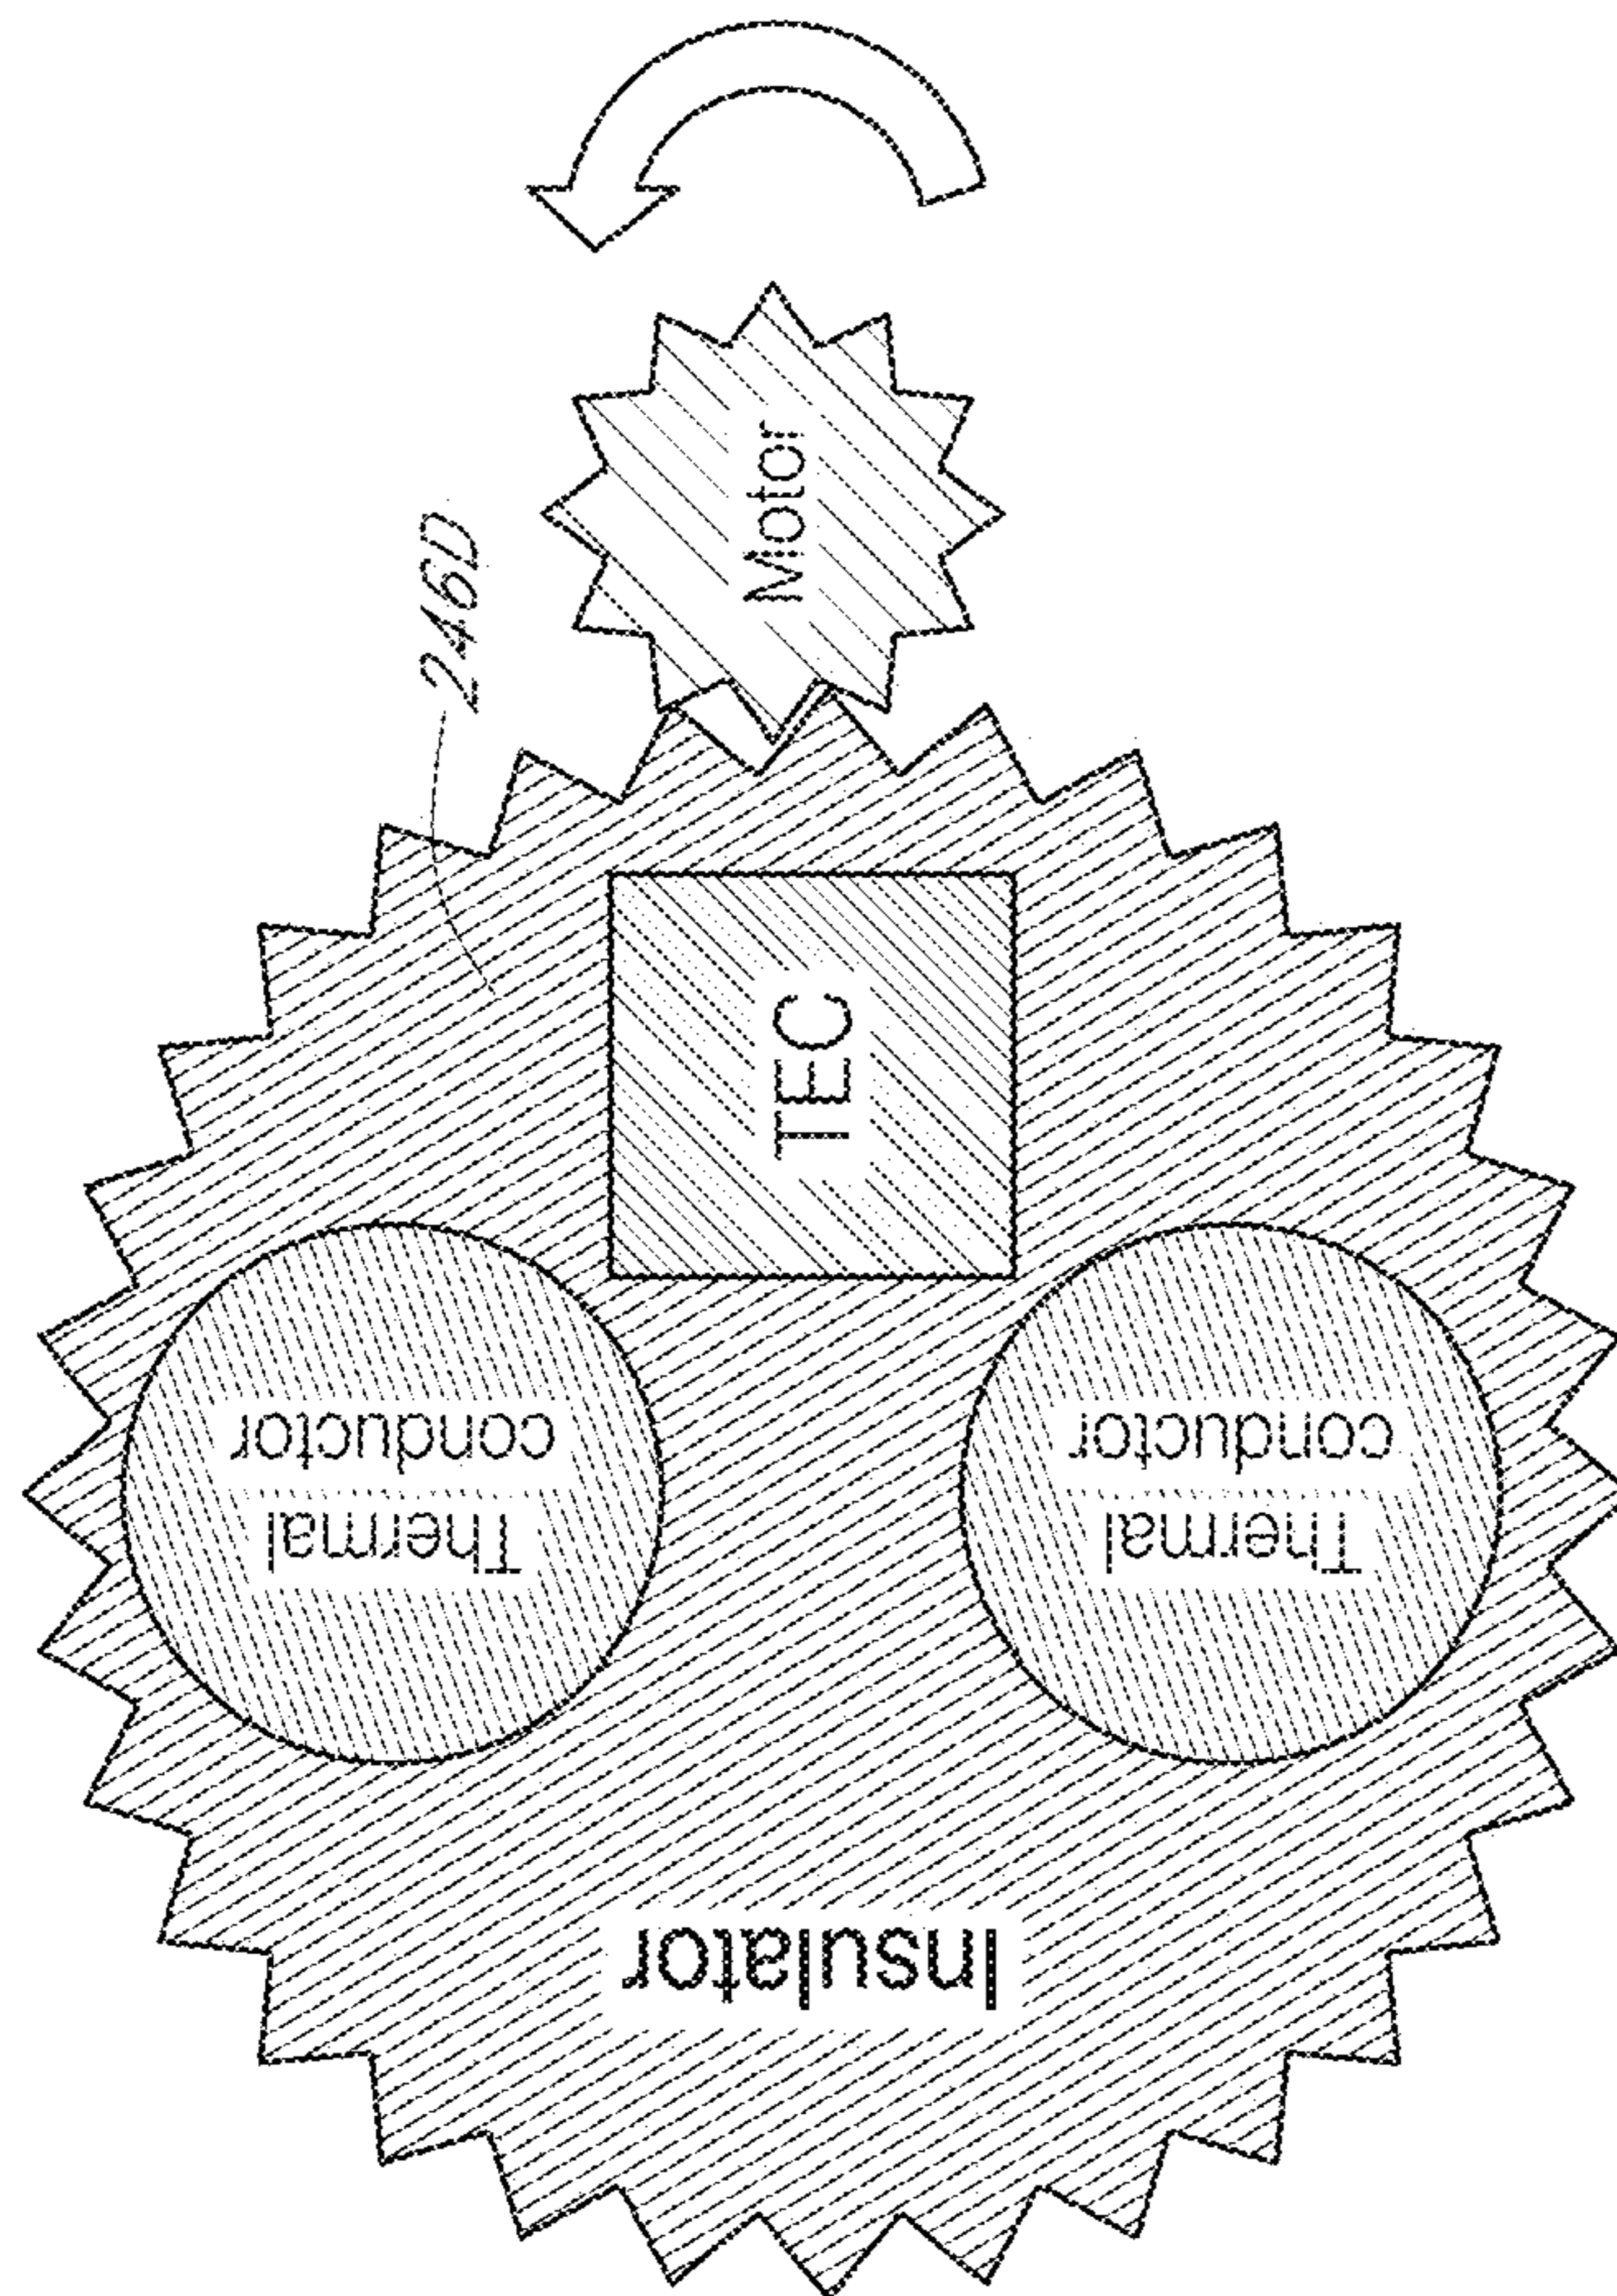 246D
Motor
TEC
Thermal
conductor
Thermal
conductor
Insulator